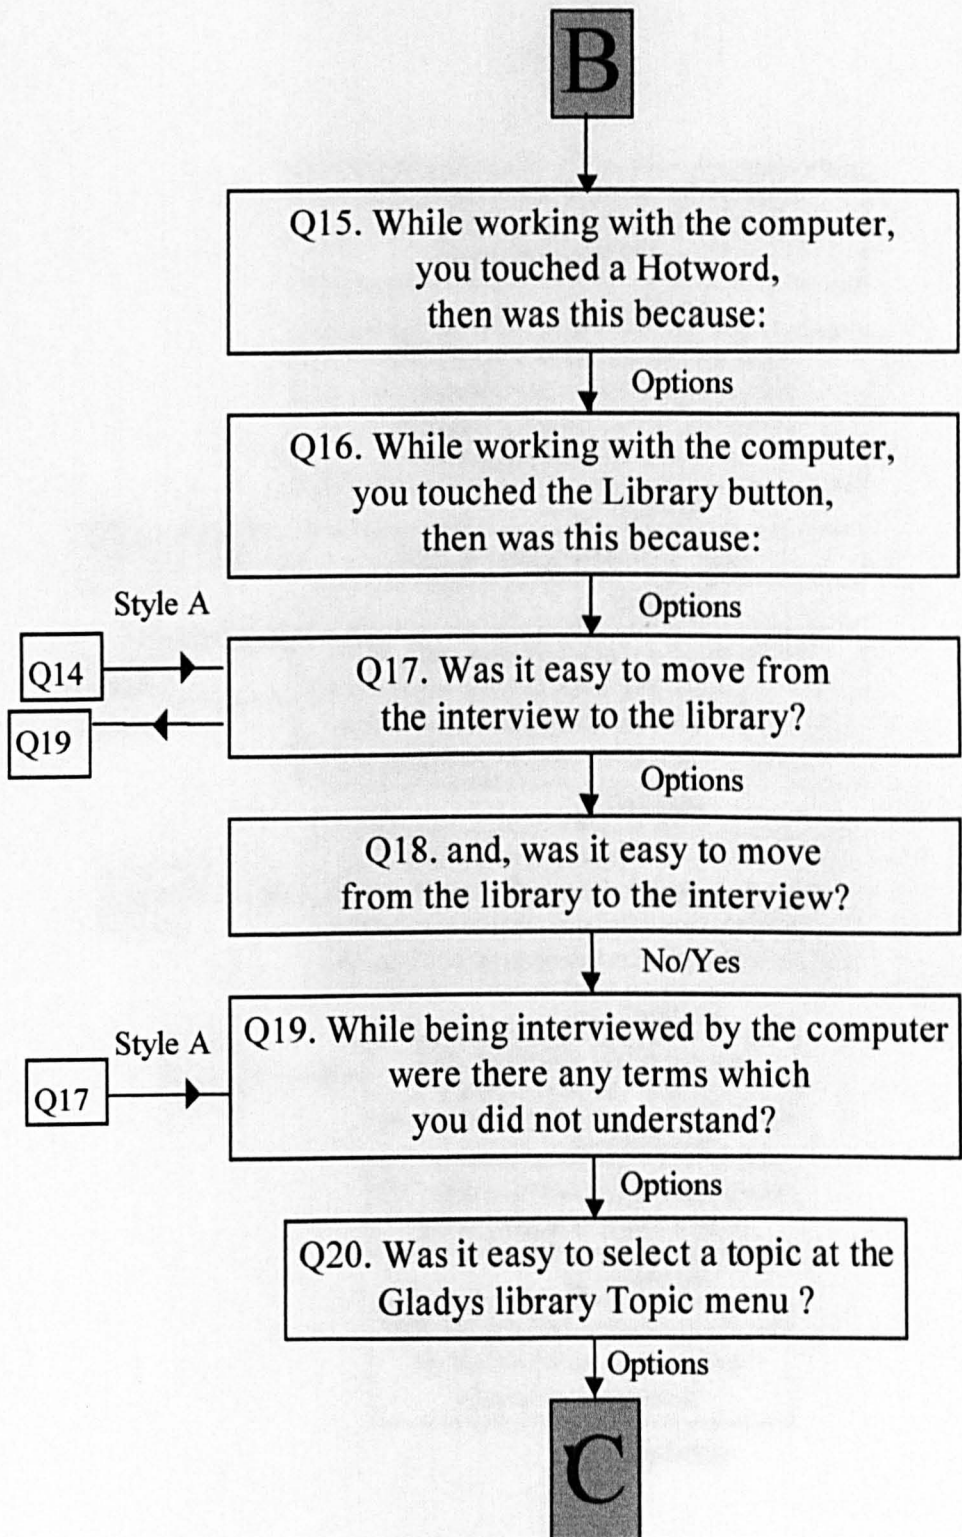 B
Q15. While working with the computer,
you touched a Hotword,
then was this because:
Options
Q16. While working with the computer,
you touched the Library button,
then was this because:
Options
Style A
Q14
Q19
Q17. Was it easy to move from
the interview to the library?
Options
Q18. and, was it easy to move
from the library to the interview?
No/Yes
Style A
Q17
Q19. While being interviewed by the computer
were there any terms which
you did not understand?
Options
Q20. Was it easy to select a topic at the
Gladys library Topic menu ?
Options
C